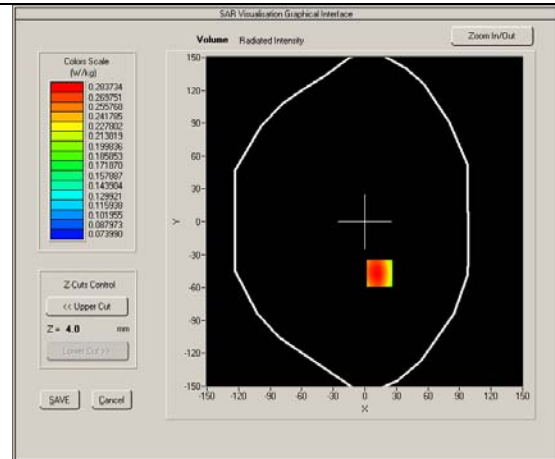 SAR Visualisation Graphical Interface
Volume Radiated Intensity
Zoom In/Out
Colors Scale
(W/kg)
0.283734
0.269751
0.255768
0.241785
0.227802
0.213819
0.199836
0.185853
0.171870
0.157887
0.143904
0.129921
0.115938
0.101955
0.087973
0.073990
Z-Cuts Control
<< Upper Cut
Z = 4.0 mm
Lower Cut >>
SAVE Cancel
150
120
90
60
30
0
-30
-60
-90
-120
-150
Y
-150 -120 -90 -60 -30 0 30 60 90 120 150
X